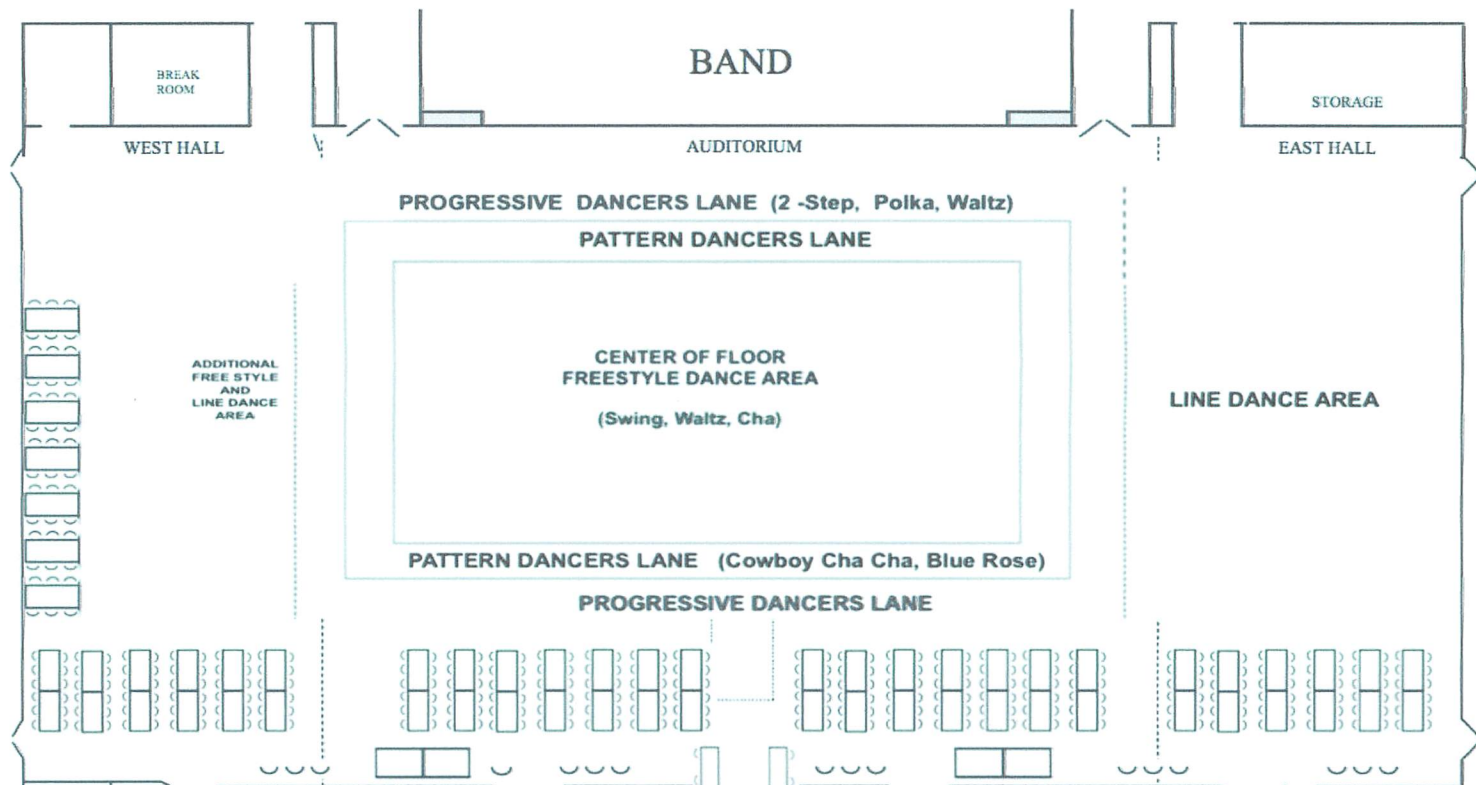 BAND
BREAK
ROOM
STORAGE
WEST HALL
AUDITORIUM
EAST HALL
PROGRESSIVE DANCERS LANE (2 -Step, Polka, Waltz)
PATTERN DANCERS LANE
CENTER OF FLOOR
FREESTYLE DANCE AREA
(Swing, Waltz, Cha)
ADDITIONAL
FREE STYLE
AND
LINE DANCE
AREA
LINE DANCE AREA
PATTERN DANCERS LANE (Cowboy Cha Cha, Blue Rose)
PROGRESSIVE DANCERS LANE